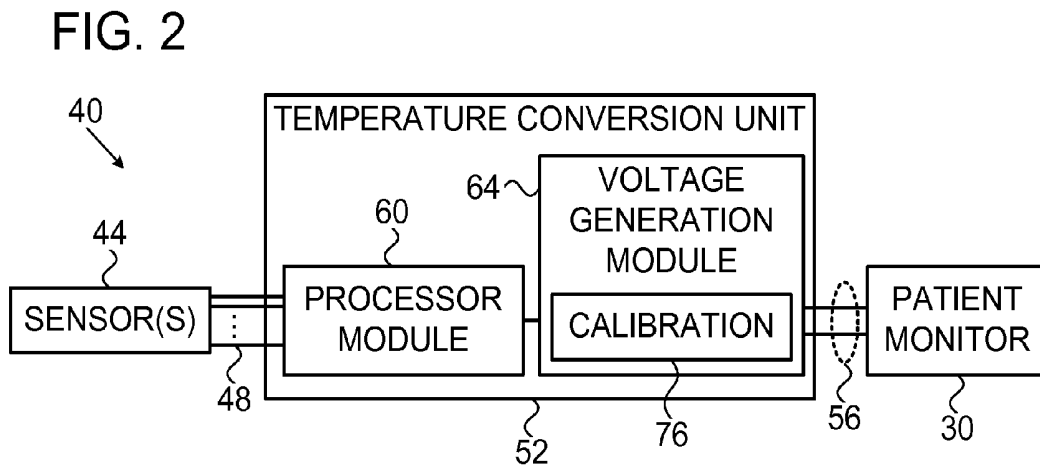 FIG. 2
40
TEMPERATURE CONVERSION UNIT
64
VOLTAGE
GENERATION
MODULE
60
44
SENSOR(S)
PROCESSOR
MODULE
CALIBRATION
PATIENT
MONITOR
48
52
76
56
30